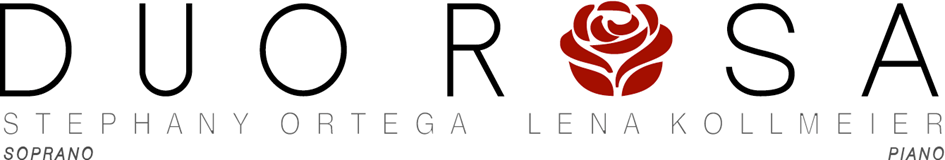 DUO ROSA
STEPHANY ORTEGA LENA KOLLMEIER
SOPRANO PIANO